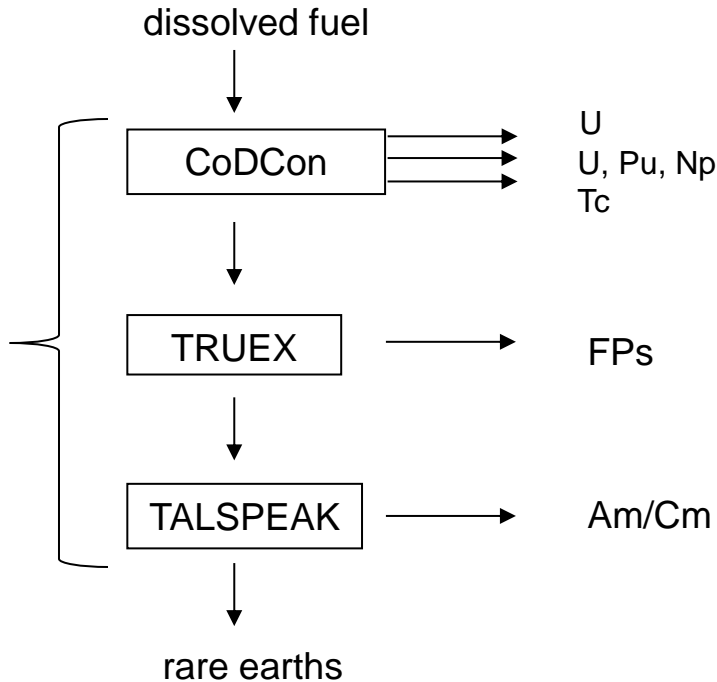 dissolved fuel
CoDCon
U
U, Pu, Np
Tc
TRUEX
FPs
TALSPEAK
Am/Cm
rare earths